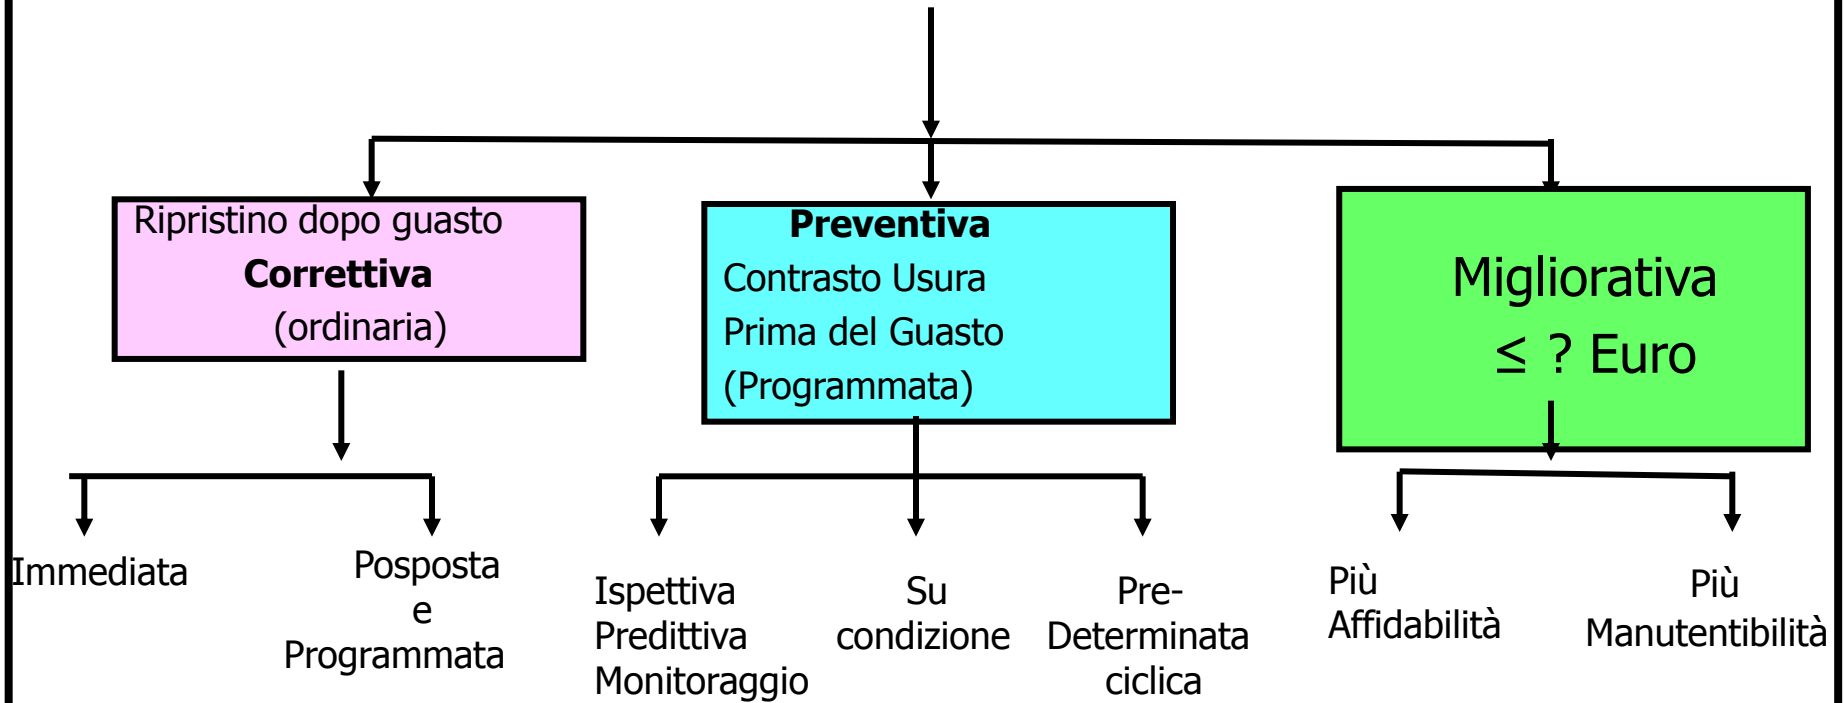 Ripristino dopo guasto
Correttiva
(ordinaria)
Preventiva
Contrasto Usura
Prima del Guasto
(Programmata)
Migliorativa
≤ ? Euro
Immediata
Posposta
e
Programmata
Ispettiva
Predittiva
Monitoraggio
Su
condizione
Pre-
Determinata
ciclica
Più
Affidabilità
Più
Manutentibilità